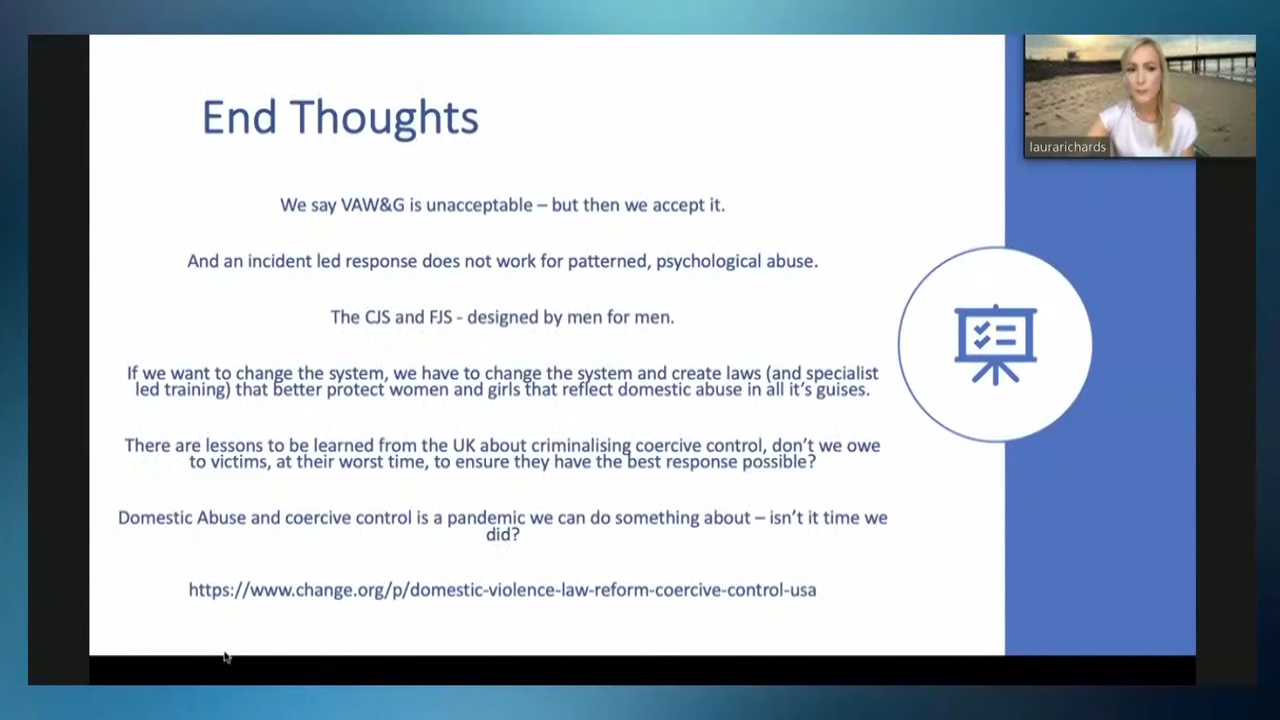 End Thoughts
laurarichards
We say VAW&G is unacceptable – but then we accept it.
And an incident led response does not work for patterned, psychological abuse.
The CJS and FJS - designed by men for men.
If we want to change the system, we have to change the system and create laws (and specialist
led training) that better protect women and girls that reflect domestic abuse in all it's guises.
There are lessons to be learned from the UK about criminalising coercive control, don't we owe
to victims, at their worst time, to ensure they have the best response possible?
Domestic Abuse and coercive control is a pandemic we can do something about – isn't it time we
did?
https://www.change.org/p/domestic-violence-law-reform-coercive-control-usa